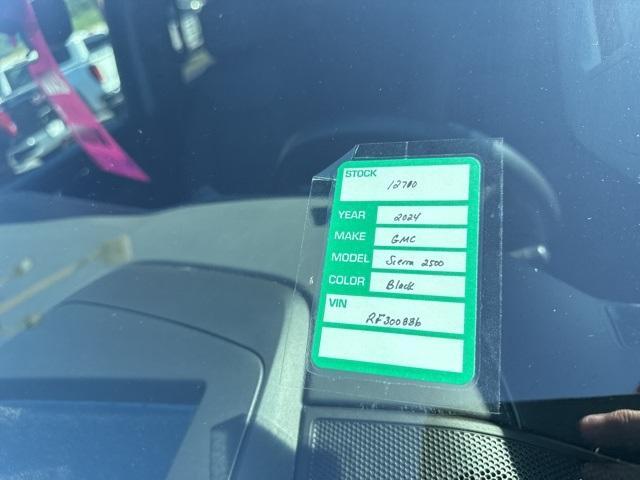 STOCK
12780
YEAR 2024
MAKE GMC
MODEL Sierra 2500
COLOR Black
VIN
RF300886